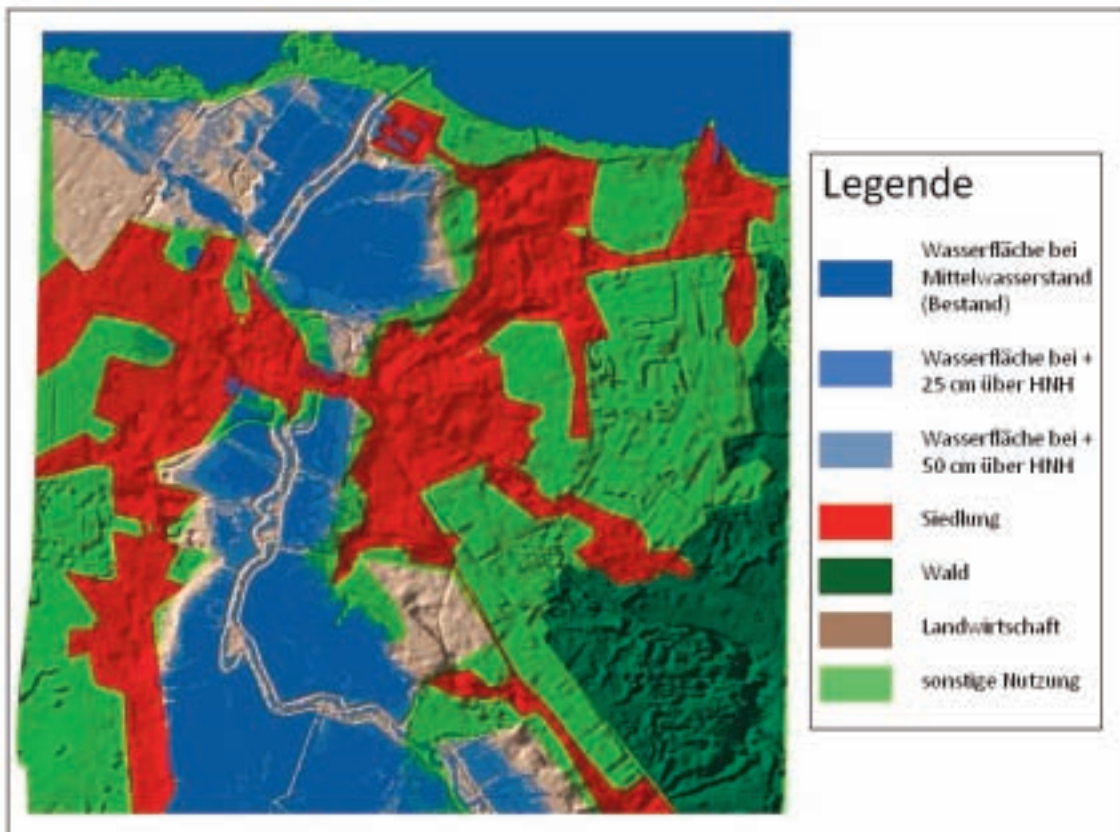 Legende
Wasserfläche bei
Mittelwasserstand
(Bestand)
Wasserfläche bei +
25 cm über HNH
Wasserfläche bei +
50 cm über HNH
Siedlung
Wald
Landwirtschaft
sonstige Nutzung